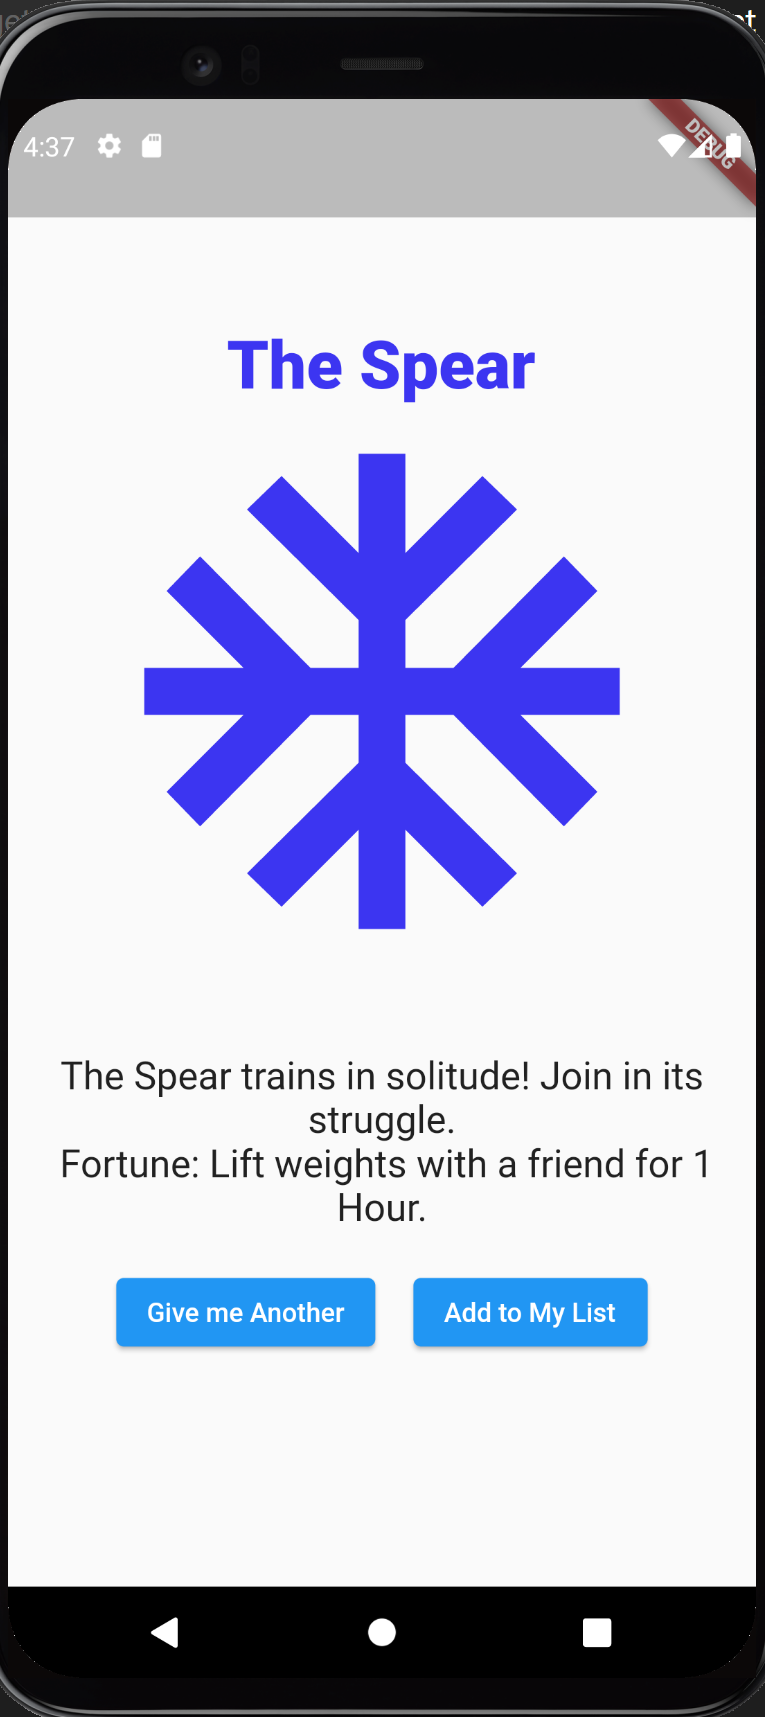 4:37
DEBUG
The Spear
The Spear trains in solitude! Join in its
struggle.
Fortune: Lift weights with a friend for 1
Hour.
Give me Another
Add to My List